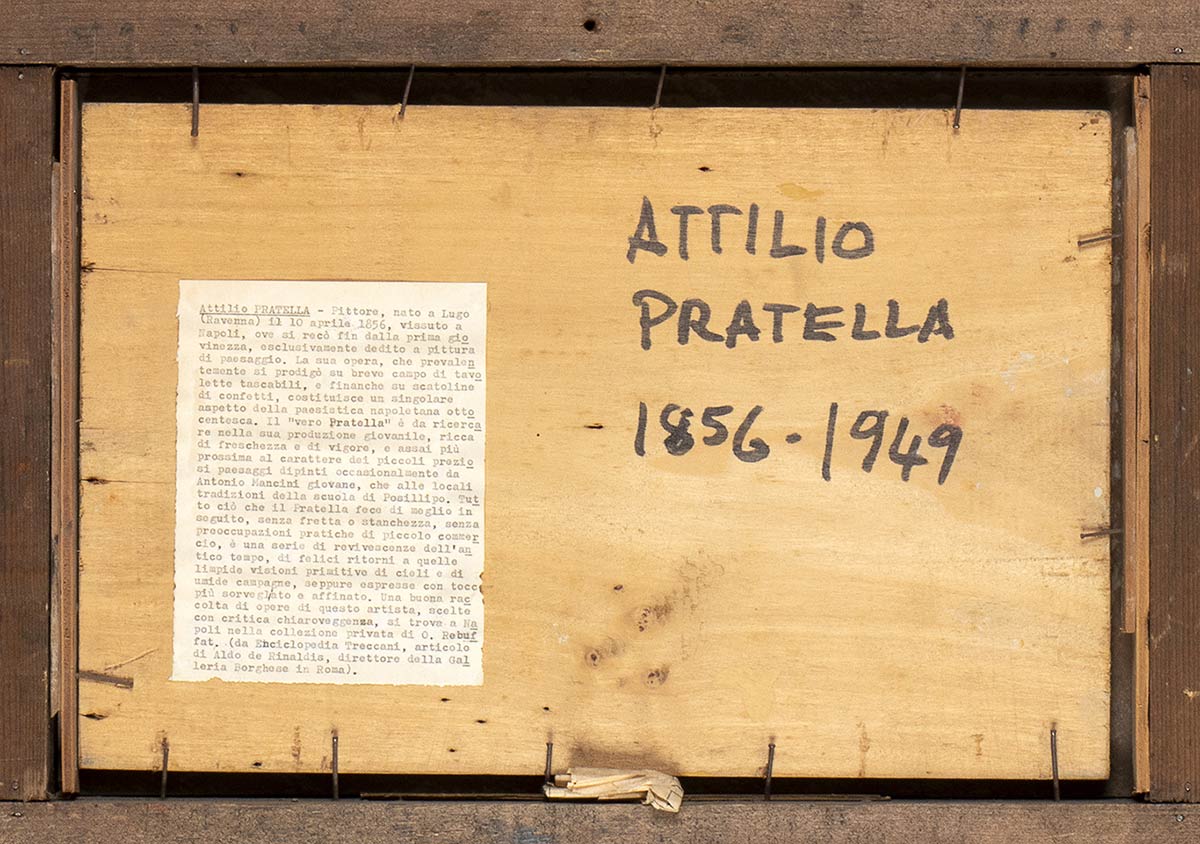 Attilio PRATELLA - Pittore, nato a Lugo
(Ravenna) il 10 aprile 1856, vissuto a
Napoli, ove si recò fin dalla prima gio
vinezza, esclusivamente dedito a pittura
di paesaggio. La sua opera, che prevalen
temente si prodigò su breve campo di tavo
lette tascabili, e finanche su scatoline
di confetti, costituisce un singolare
aspetto della paesistica napoletana otto
centesca. Il "vero Pratella" è da ricerca
re nella sua produzione giovanile, ricca
di freschezza e di vigore, e assai più
prossima al carattere dei piccoli prezio
si paesaggi dipinti occasionalmente da
Antonio Mancini giovane, che alle locali
tradizioni della scuola di Posillipo. Tut
to ciò che il Pratella fece di meglio in
seguito, senza fretta o stanchezza, senza
preoccupazioni pratiche di piccolo commer
cio, è una serie di reviviscenze dell'an
tico tempo, di felici ritorni a quelle
limpide visioni primitive di cieli e di
umide campagne, seppure espresse con tocc
più sorveglato e affinato. Una buona rac
colta di opere di questo artista, scelte
con critica chiaroveggenza, si trova a Na
poli nella collezione privata di O. Rebuf
fat. (da Enciclopedia Treccani, articolo
di Aldo de Rinaldis, direttore della Gal
leria Borghese in Roma).
ATTILIO
PRATELLA
1856-1949